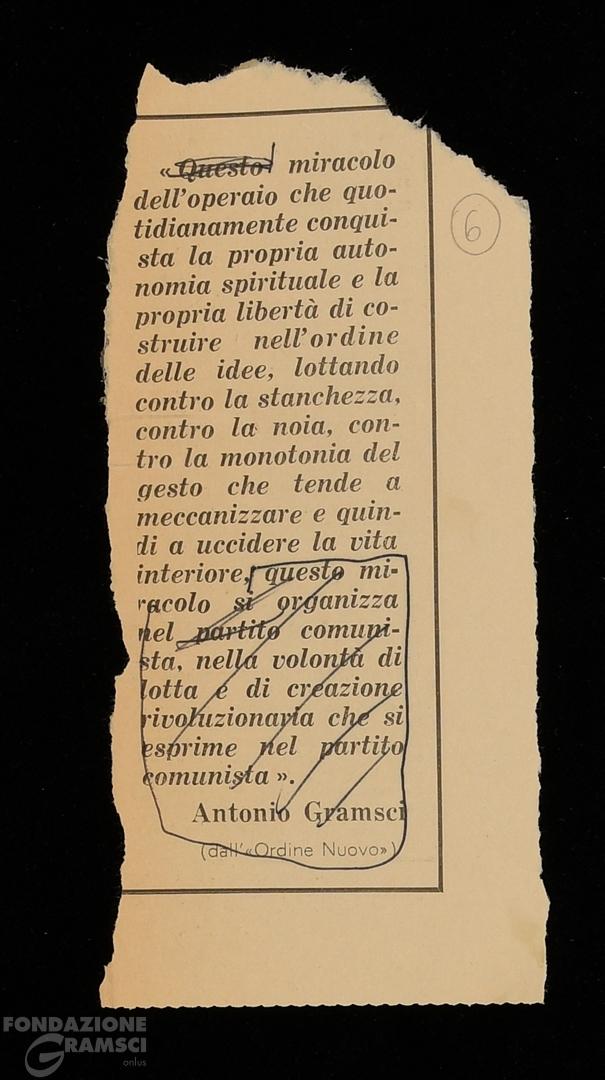 « Questo miracolo
dell'operaio che quo-
tidianamente conqui-
sta la propria auto-
nomia spirituale e la
propria libertà di co-
struire nell'ordine
delle idee, lottando
contro la stanchezza,
contro la noia, con-
tro la monotonia del
gesto che tende a
meccanizzare e quin-
di a uccidere la vita
interiore, questo mi-
racolo si organizza
nel partito comuni-
sta, nella volontà di
lotta e di creazione
rivoluzionaria che si
esprime nel partito
comunista ».
Antonio Gramsci
(dall'«Ordine Nuovo»)
6
FONDAZIONE
GRAMSCI
onlus